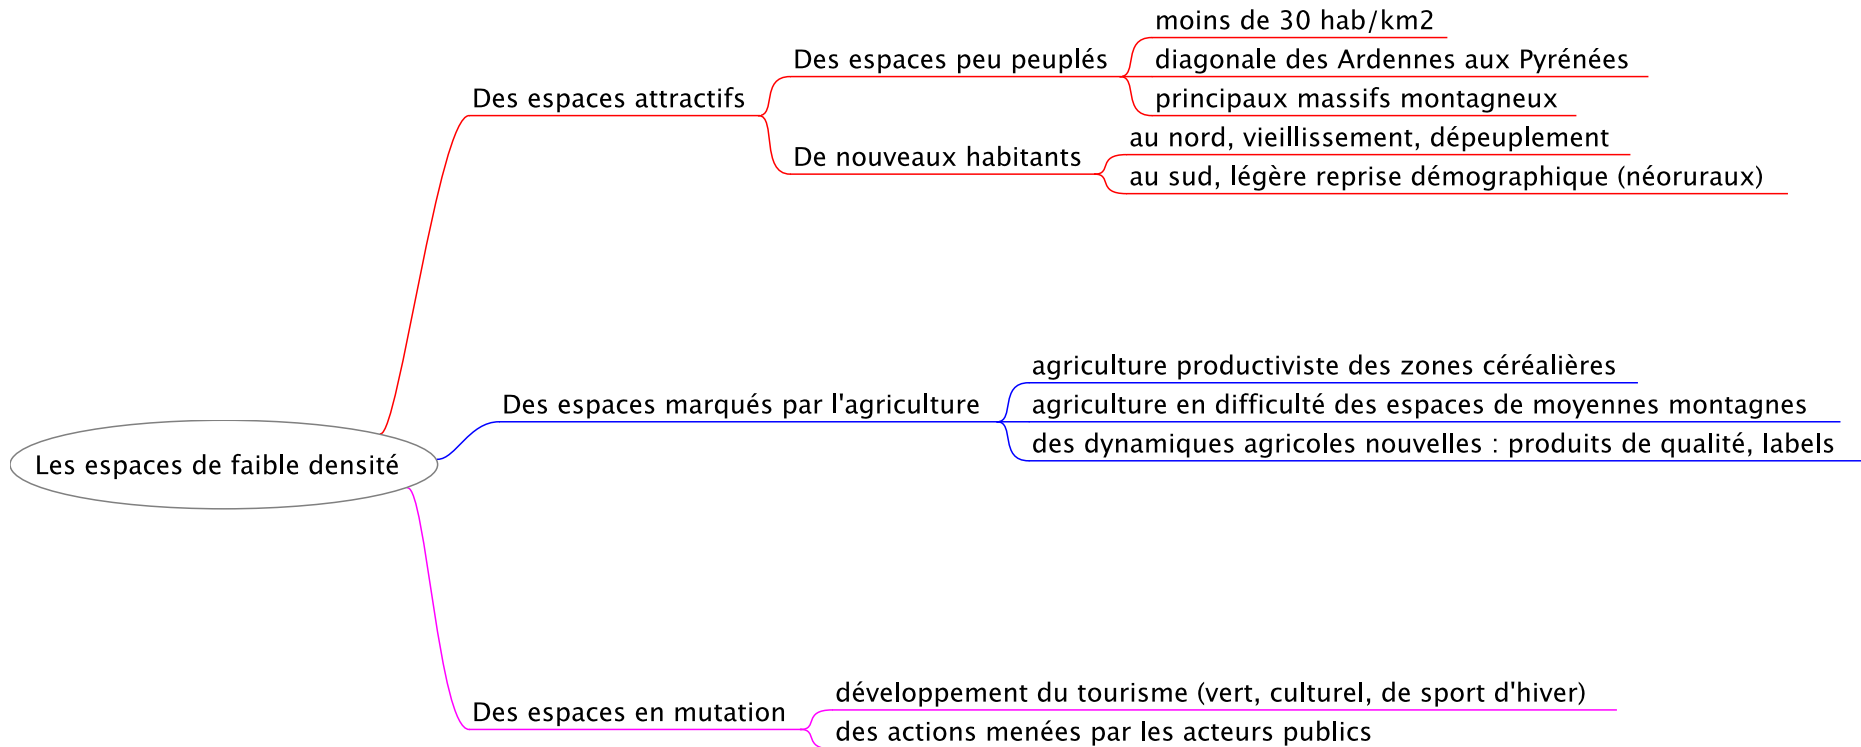 Les espaces de faible densité
Des espaces attractifs
Des espaces peu peuplés
moins de 30 hab/km2
diagonale des Ardennes aux Pyrénées
principaux massifs montagneux
De nouveaux habitants
au nord, vieillissement, dépeuplement
au sud, légère reprise démographique (néoruraux)
Des espaces marqués par l'agriculture
agriculture productiviste des zones céréalières
agriculture en difficulté des espaces de moyennes montagnes
des dynamiques agricoles nouvelles : produits de qualité, labels
Des espaces en mutation
développement du tourisme (vert, culturel, de sport d'hiver)
des actions menées par les acteurs publics